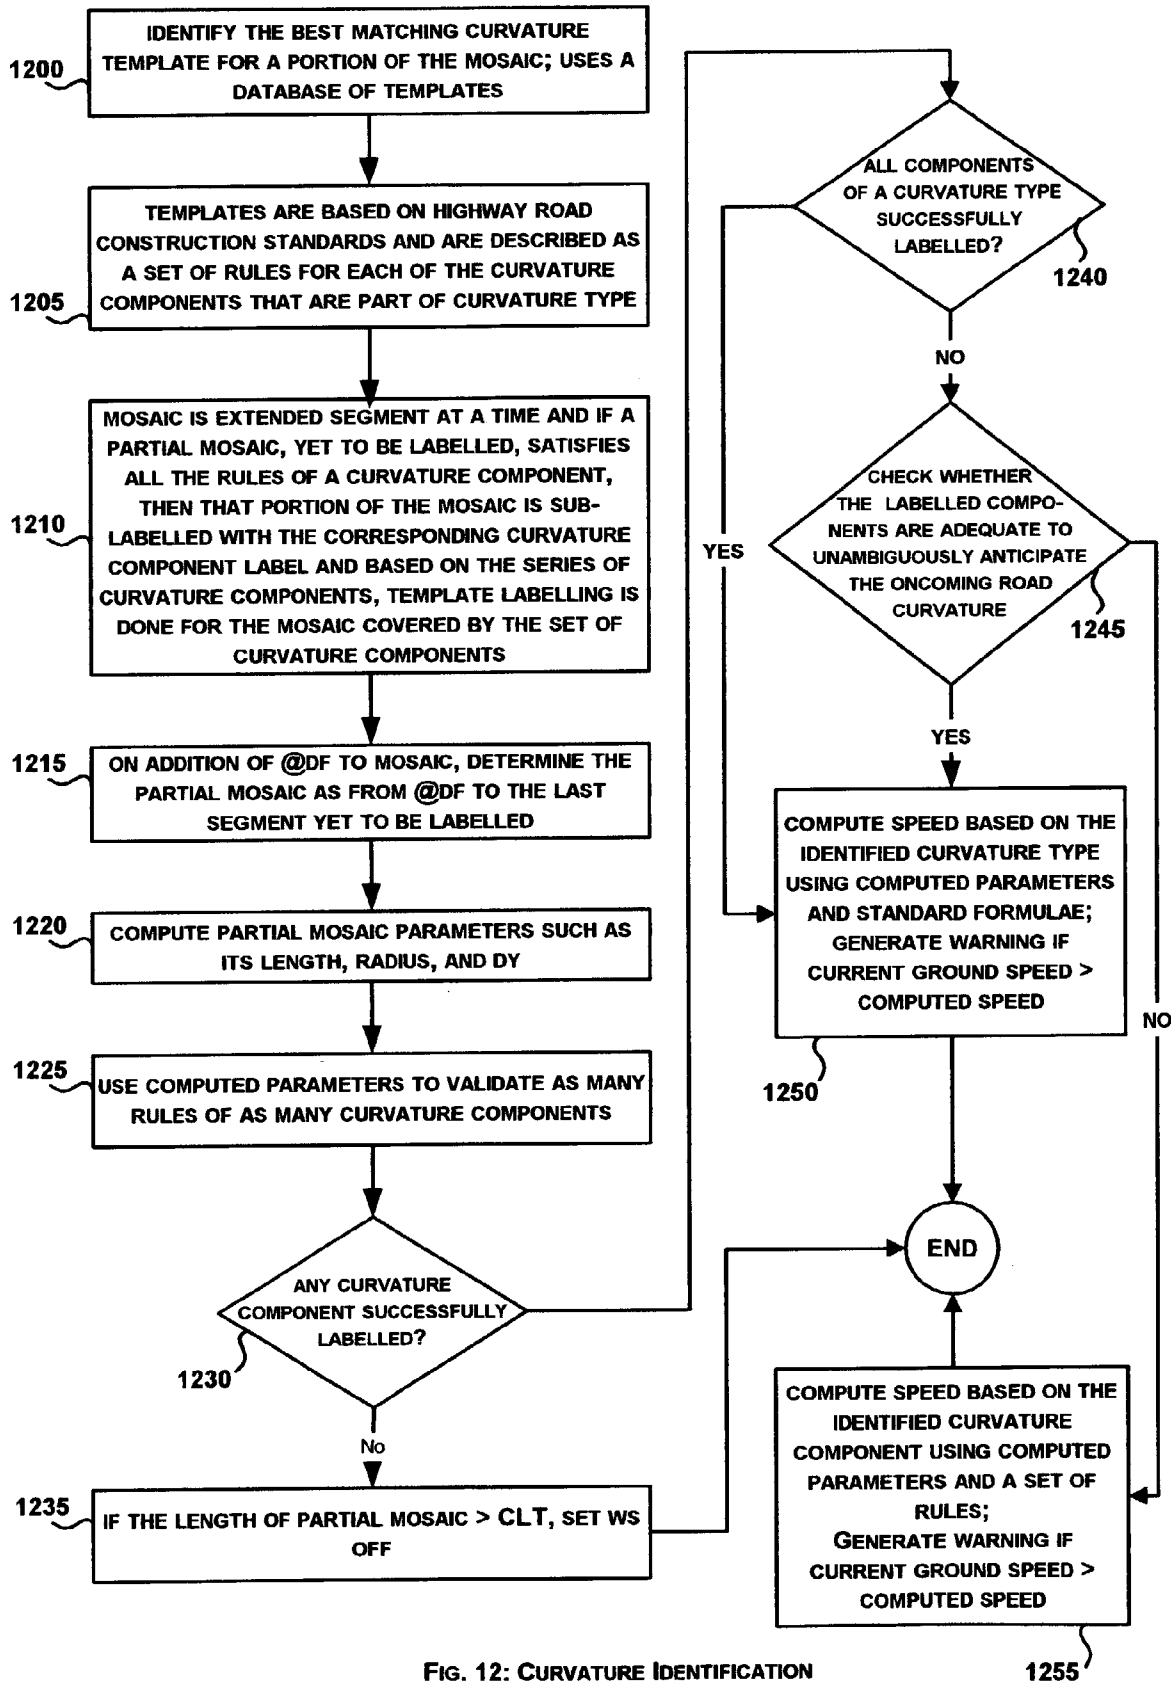 IDENTIFY THE BEST MATCHING CURVATURE
TEMPLATE FOR A PORTION OF THE MOSAIC; USES A
DATABASE OF TEMPLATES
1200
TEMPLATES ARE BASED ON HIGHWAY ROAD
CONSTRUCTION STANDARDS AND ARE DESCRIBED AS
A SET OF RULES FOR EACH OF THE CURVATURE
COMPONENTS THAT ARE PART OF CURVATURE TYPE
1205
MOSAIC IS EXTENDED SEGMENT AT A TIME AND IF A
PARTIAL MOSAIC, YET TO BE LABELLED, SATISFIES
ALL THE RULES OF A CURVATURE COMPONENT,
THEN THAT PORTION OF THE MOSAIC IS SUB-
LABELLED WITH THE CORRESPONDING CURVATURE
COMPONENT LABEL AND BASED ON THE SERIES OF
CURVATURE COMPONENTS, TEMPLATE LABELLING IS
DONE FOR THE MOSAIC COVERED BY THE SET OF
CURVATURE COMPONENTS
1210
1215
ON ADDITION OF @DF TO MOSAIC, DETERMINE THE
PARTIAL MOSAIC AS FROM @DF TO THE LAST
SEGMENT YET TO BE LABELLED
1220
COMPUTE PARTIAL MOSAIC PARAMETERS SUCH AS
ITS LENGTH, RADIUS, AND DY
1225
USE COMPUTED PARAMETERS TO VALIDATE AS MANY
RULES OF AS MANY CURVATURE COMPONENTS
ANY CURVATURE
COMPONENT SUCCESSFULLY
LABELLED?
1230
No
1235
IF THE LENGTH OF PARTIAL MOSAIC > CLT, SET WS
OFF
ALL COMPONENTS
OF A CURVATURE TYPE
SUCCESSFULLY
LABELLED?
1240
NO
YES
CHECK WHETHER
THE LABELLED COMPO-
NENTS ARE ADEQUATE TO
UNAMBIGUOUSLY ANTICIPATE
THE ONCOMING ROAD
CURVATURE
1245
YES
NO
COMPUTE SPEED BASED ON THE
IDENTIFIED CURVATURE TYPE
USING COMPUTED PARAMETERS
AND STANDARD FORMULAE;
GENERATE WARNING IF
CURRENT GROUND SPEED >
COMPUTED SPEED
1250
END
COMPUTE SPEED BASED ON THE
IDENTIFIED CURVATURE
COMPONENT USING COMPUTED
PARAMETERS AND A SET OF
RULES;
GENERATE WARNING IF
CURRENT GROUND SPEED >
COMPUTED SPEED
1255
FIG. 12: CURVATURE IDENTIFICATION